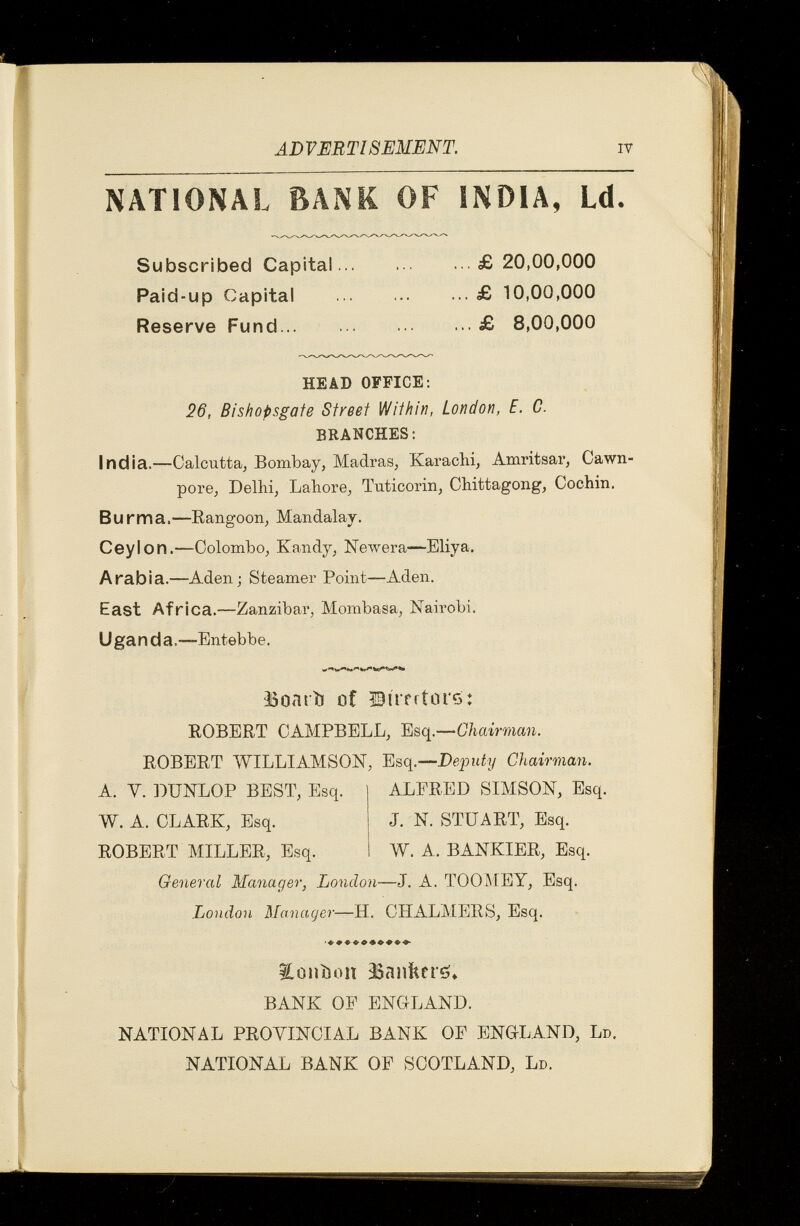 ADVERTISEMENT. IV
NATIONAL BANK OF INDIA, Ld.
Subscribed Capital... ... ... £ 20,00,000
Paid-up Capital ... ... ... £ 10,00,000
Reserve Fund... ... ... ... £ 8,00,000
HEAD OFFICE:
26, Bishopsgate Street Within, London, E. C.
BRANCHES:
India.—Calcutta, Bombay, Madras, Karachi, Amritsar, Cawn-
pore, Delhi, Lahore, Tuticorin, Chittagong, Cochin.
Burma.—Rangoon, Mandalay.
Ceylon.—Colombo, Kandy, Newera—Eliya.
Arabia.—Aden; Steamer Point—Aden.
East Africa.—Zanzibar, Mombasa, Nairobi.
Uganda.—Entebbe.
Board of Directors:
ROBERT CAMPBELL, Esq.—Chairman.
ROBERT WILLIAMSON, Esq.—Deputy Chairman.
A. V. DUNLOP BEST, Esq. ALFRED SIMSON, Esq.
W. A. CLARK, Esq. J. N. STUART, Esq.
ROBERT MILLER, Esq. W. A. BANKIER, Esq.
General Manager, London—J. A. TOOMEY, Esq.
London Manager—H. CHALMERS, Esq.
London Bankers.
BANK OF ENGLAND.
NATIONAL PROVINCIAL BANK OF ENGLAND, Ld.
NATIONAL BANK OF SCOTLAND, Ld.